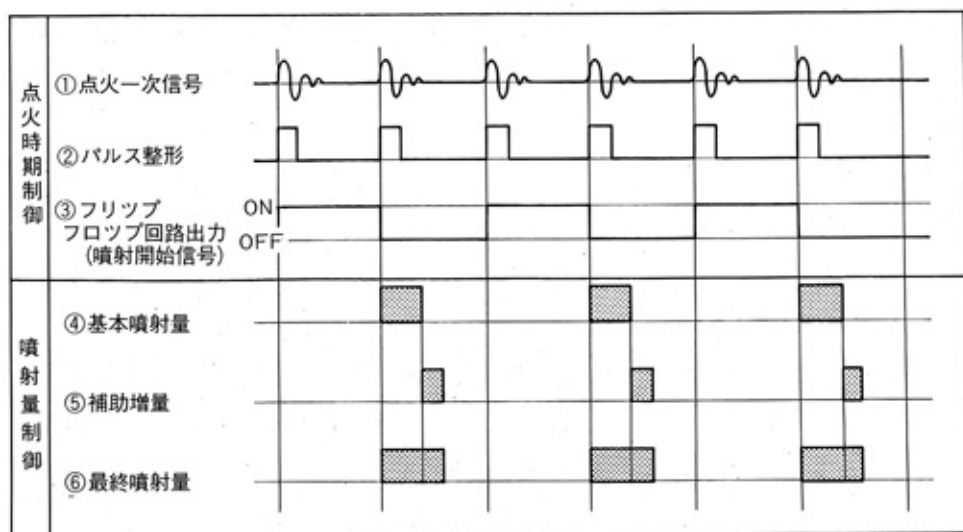 点火時期制御
①点火一次信号
②パルス整形
③フリツプ
フロツプ回路出力
(噴射開始信号)
ON
OFF
噴射量制御
④基本噴射量
⑤補助増量
⑥最終噴射量